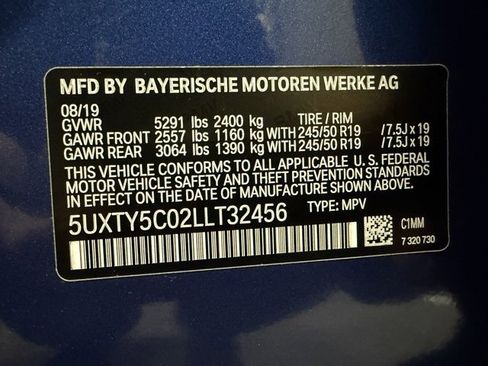 MFD BY BAYERISCHE MOTOREN WERKE AG
08/19
GVWR 5291 lbs 2400 kg TIRE / RIM
GAWR FRONT 2557 lbs 1160 kg WITH 245/50 R19 /7.5J x 19
GAWR REAR 3064 lbs 1390 kg WITH 245/50 R19 /7.5J x 19
THIS VEHICLE CONFORMS TO ALL APPLICABLE U. S. FEDERAL
MOTOR VEHICLE SAFETY AND THEFT PREVENTION STANDARDS
IN EFFECT ON THE DATE OF MANUFACTURE SHOWN ABOVE.
5UXTY5C02LLT32456 TYPE: MPV
C1MM
7 320 730